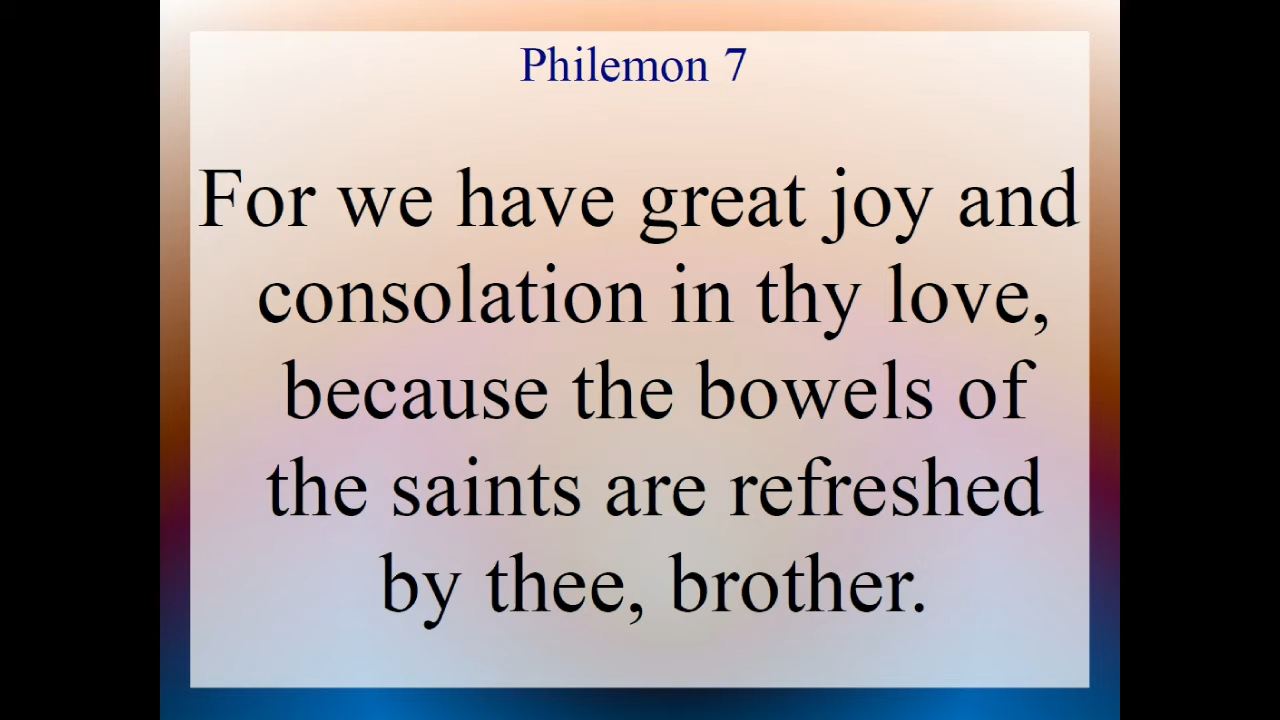 Philemon 7
For we have great joy and
consolation in thy love,
because the bowels of
the saints are refreshed
by thee, brother.